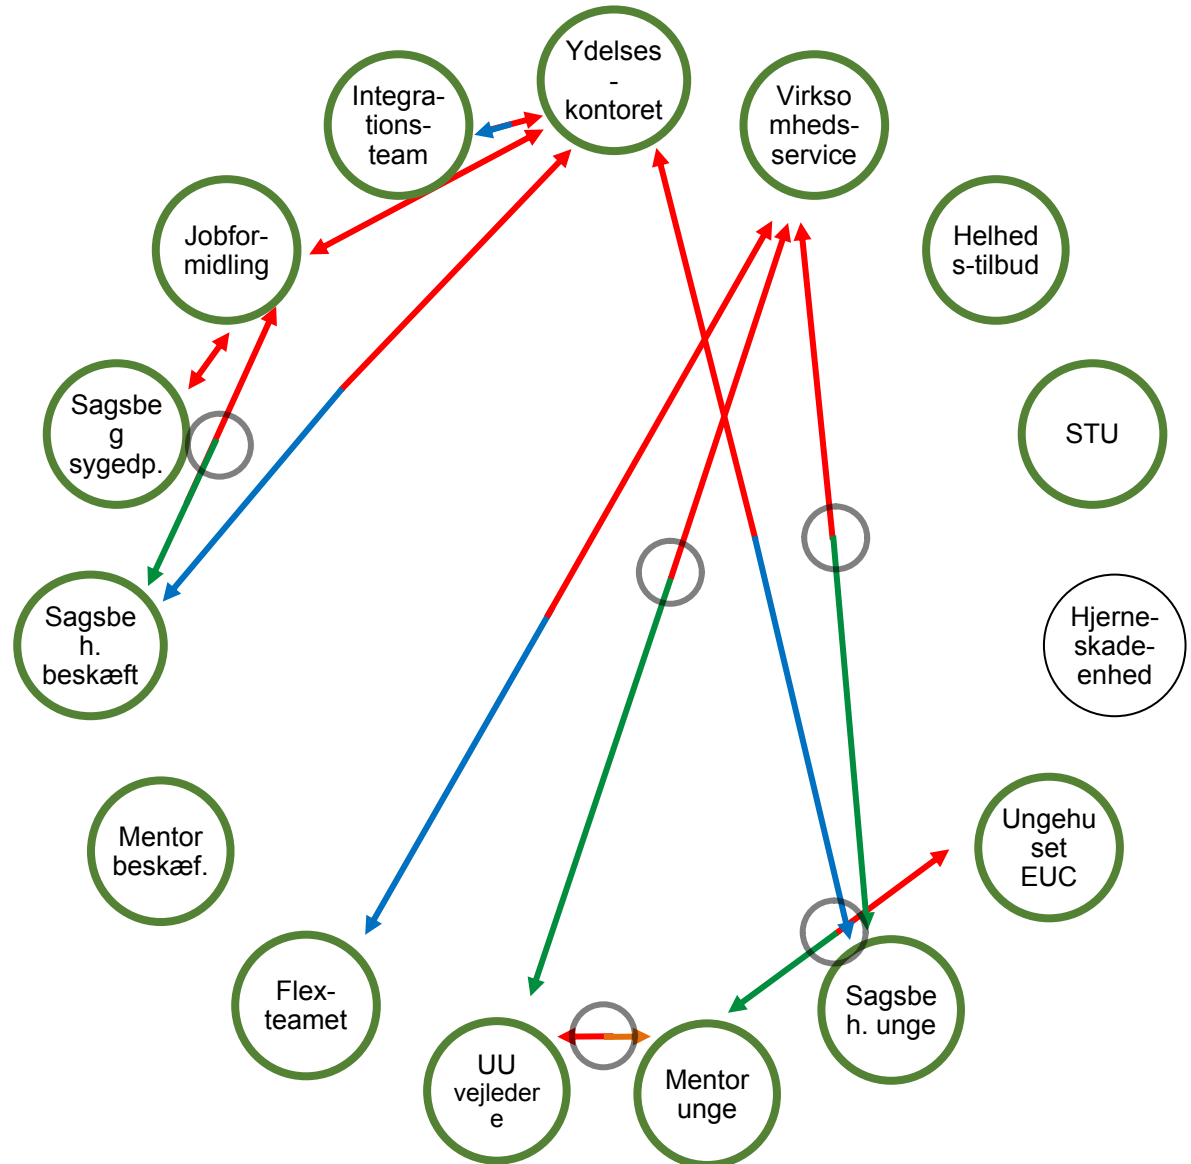 Ydelses
-
kontoret
Virkso
mheds-
service
Helhed
s-tilbud
STU
Hjerne-
skade-
enhed
Ungehu
set
EUC
Sagsbe
h. unge
Mentor
unge
UU
vejleder
e
Flex-
teamet
Mentor
beskæf.
Sagsbe
h.
beskæft
Sagsbe
g
sygedp.
Jobfor-
midling
Integra-
tions-
team